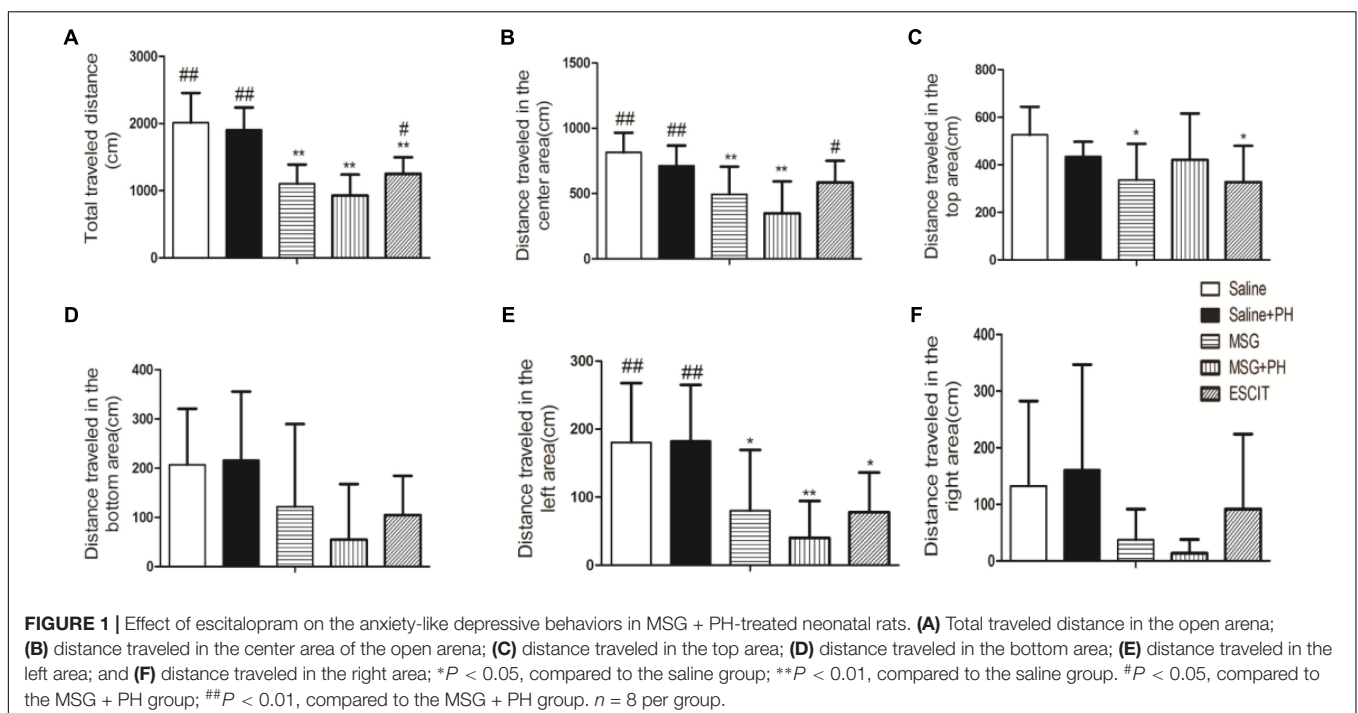 A
Total traveled distance
(cm)
3000
2000
1000
0
##
##
**
**
#
**
B
Distance traveled in the
center area(cm)
1500
1000
500
0
##
##
**
**
#
C
Distance traveled in the
top area(cm)
800
600
400
200
0
*
*
D
Distance traveled in the
bottom area(cm)
400
300
200
100
0
E
Distance traveled in the
left area(cm)
300
200
100
0
##
##
*
**
*
F
Distance traveled in the
right area(cm)
400
300
200
100
0
Saline
Saline+PH
MSG
MSG+PH
ESCIT
FIGURE 1 | Effect of escitalopram on the anxiety-like depressive behaviors in MSG + PH-treated neonatal rats. (A) Total traveled distance in the open arena;
(B) distance traveled in the center area of the open arena; (C) distance traveled in the top area; (D) distance traveled in the bottom area; (E) distance traveled in the
left area; and (F) distance traveled in the right area; *P < 0.05, compared to the saline group; **P < 0.01, compared to the saline group. #P < 0.05, compared to
the MSG + PH group; ##P < 0.01, compared to the MSG + PH group. n = 8 per group.